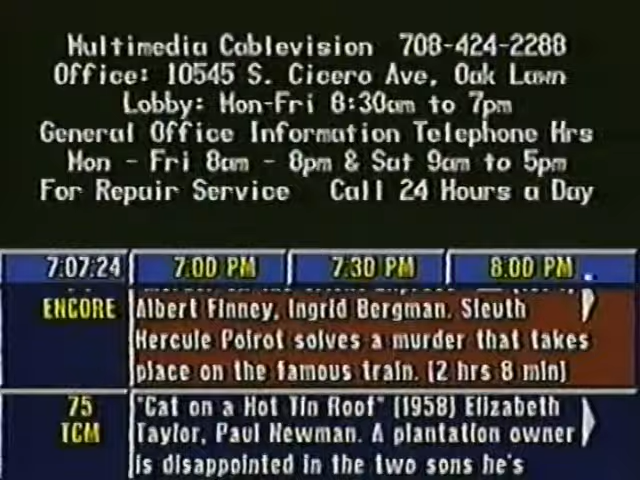 Multimedia Cablevision 708-424-2288
Office: 10545 S. Cicero Ave, Oak Lawn
Lobby: Mon-Fri 8:30am to 7pm
General Office Information Telephone Hrs
Mon - Fri 8am - 8pm & Sat 9am to 5pm
For Repair Service Call 24 Hours a Day
7:07:24 7:00 PM 7:30 PM 8:00 PM
ENCORE Albert Finney, Ingrid Bergman. Sleuth
Hercule Poirot solves a murder that takes
place on the famous train. (2 hrs 8 min)
75 "Cat on a Hot Tin Roof" (1958) Elizabeth
TCM Taylor, Paul Newman. A plantation owner
is disappointed in the two sons he's